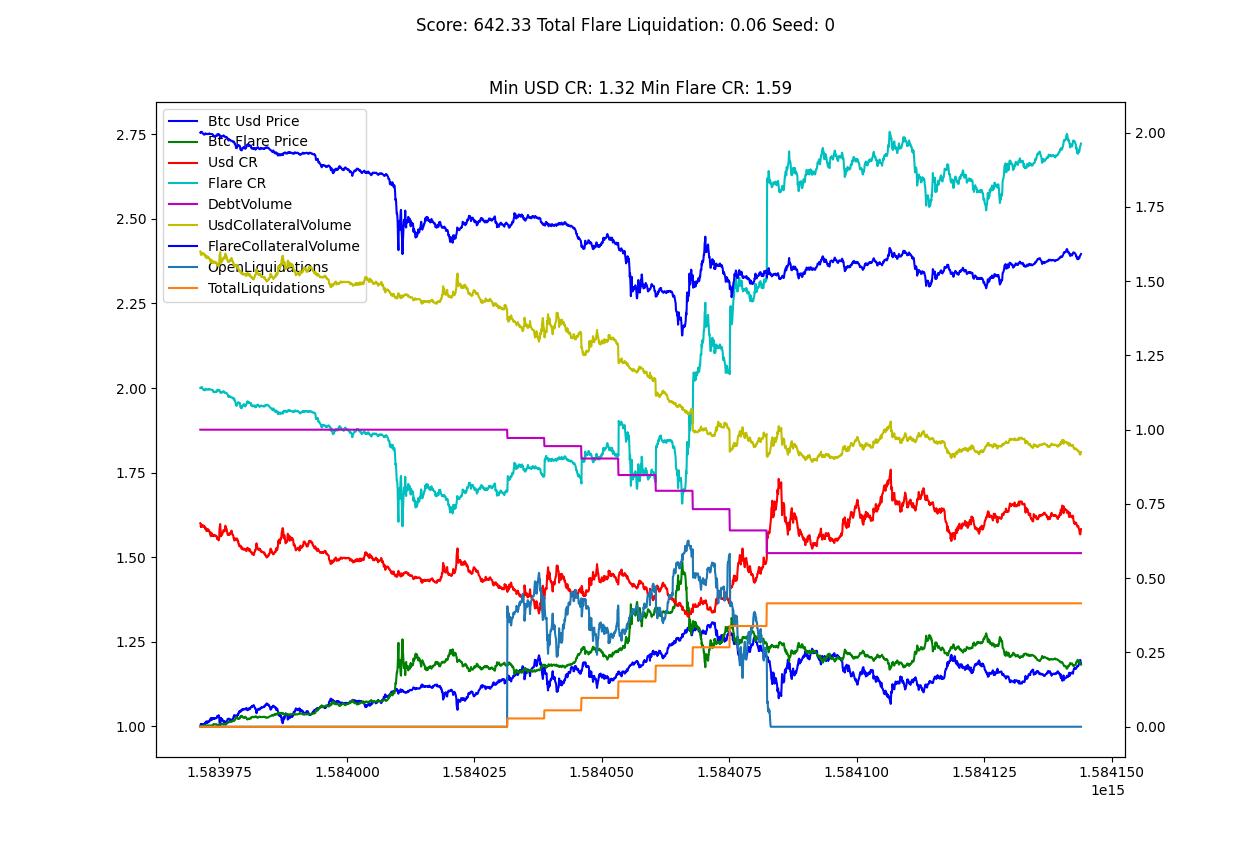 Score: 642.33 Total Flare Liquidation: 0.06 Seed: 0
Min USD CR: 1.32 Min Flare CR: 1.59
Btc Usd Price
Btc Flare Price
Usd CR
Flare CR
DebtVolume
UsdCollateralVolume
FlareCollateralVolume
OpenLiquidations
TotalLiquidations
2.75
2.50
2.25
2.00
1.75
1.50
1.25
1.00
2.00
1.75
1.50
1.25
1.00
0.75
0.50
0.25
0.00
1.583975 1.584000 1.584025 1.584050 1.584075 1.584100 1.584125 1.584150
1e15